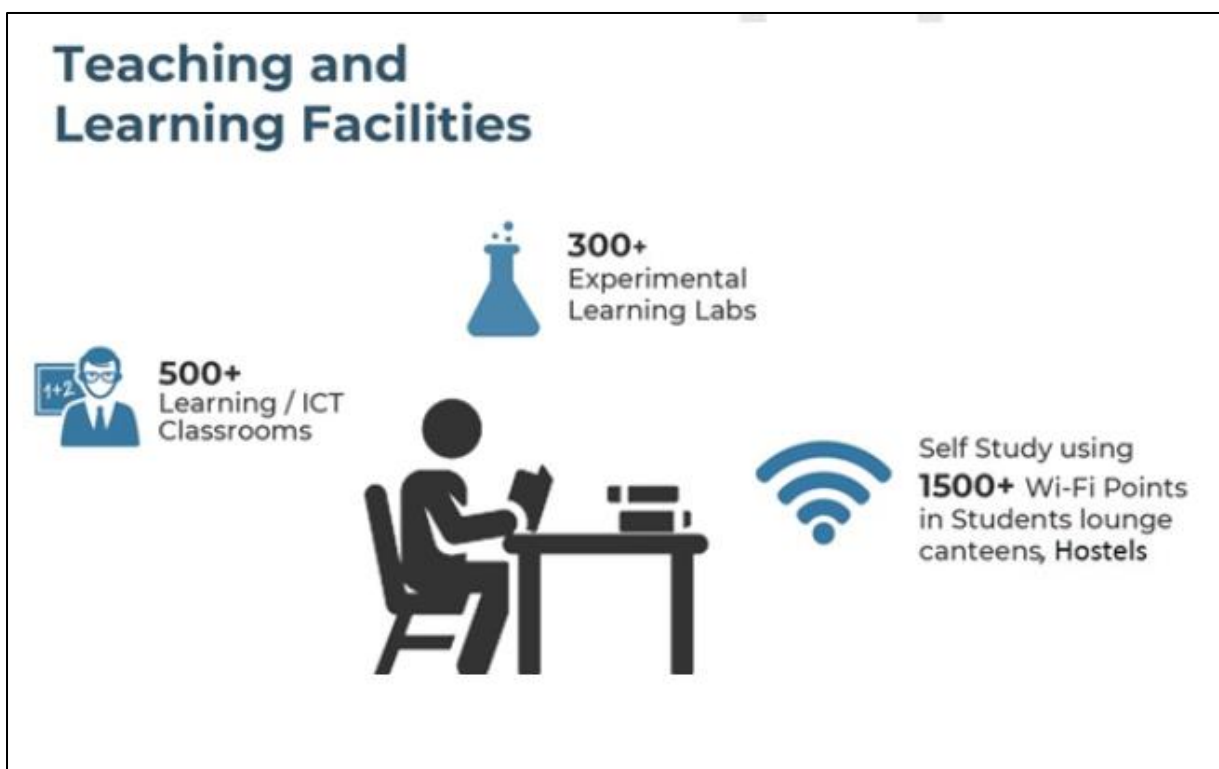 Teaching and
Learning Facilities
300+
Experimental
Learning Labs
1+2
500+
Learning / ICT
Classrooms
Self Study using
1500+ Wi-Fi Points
in Students lounge
canteens, Hostels